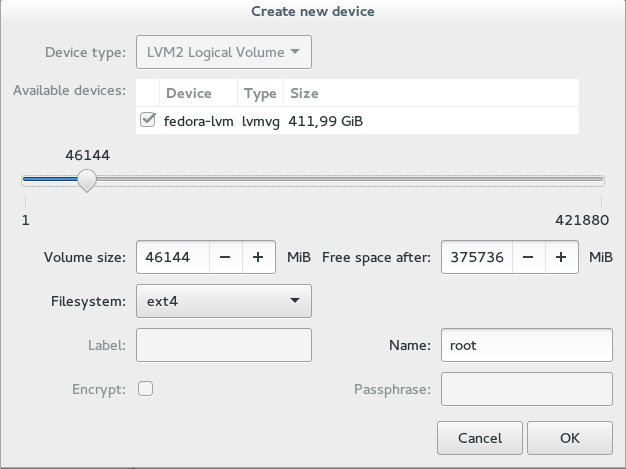 Create new device
Device type: LVM2 Logical Volume
Available devices: Device Type Size
fedora-lvm lvmvg 411,99 GiB
46144
1 421880
Volume size: 46144 − + MiB Free space after: 375736 − + MiB
Filesystem: ext4
Label: Name: root
Encrypt: Passphrase:
Cancel OK